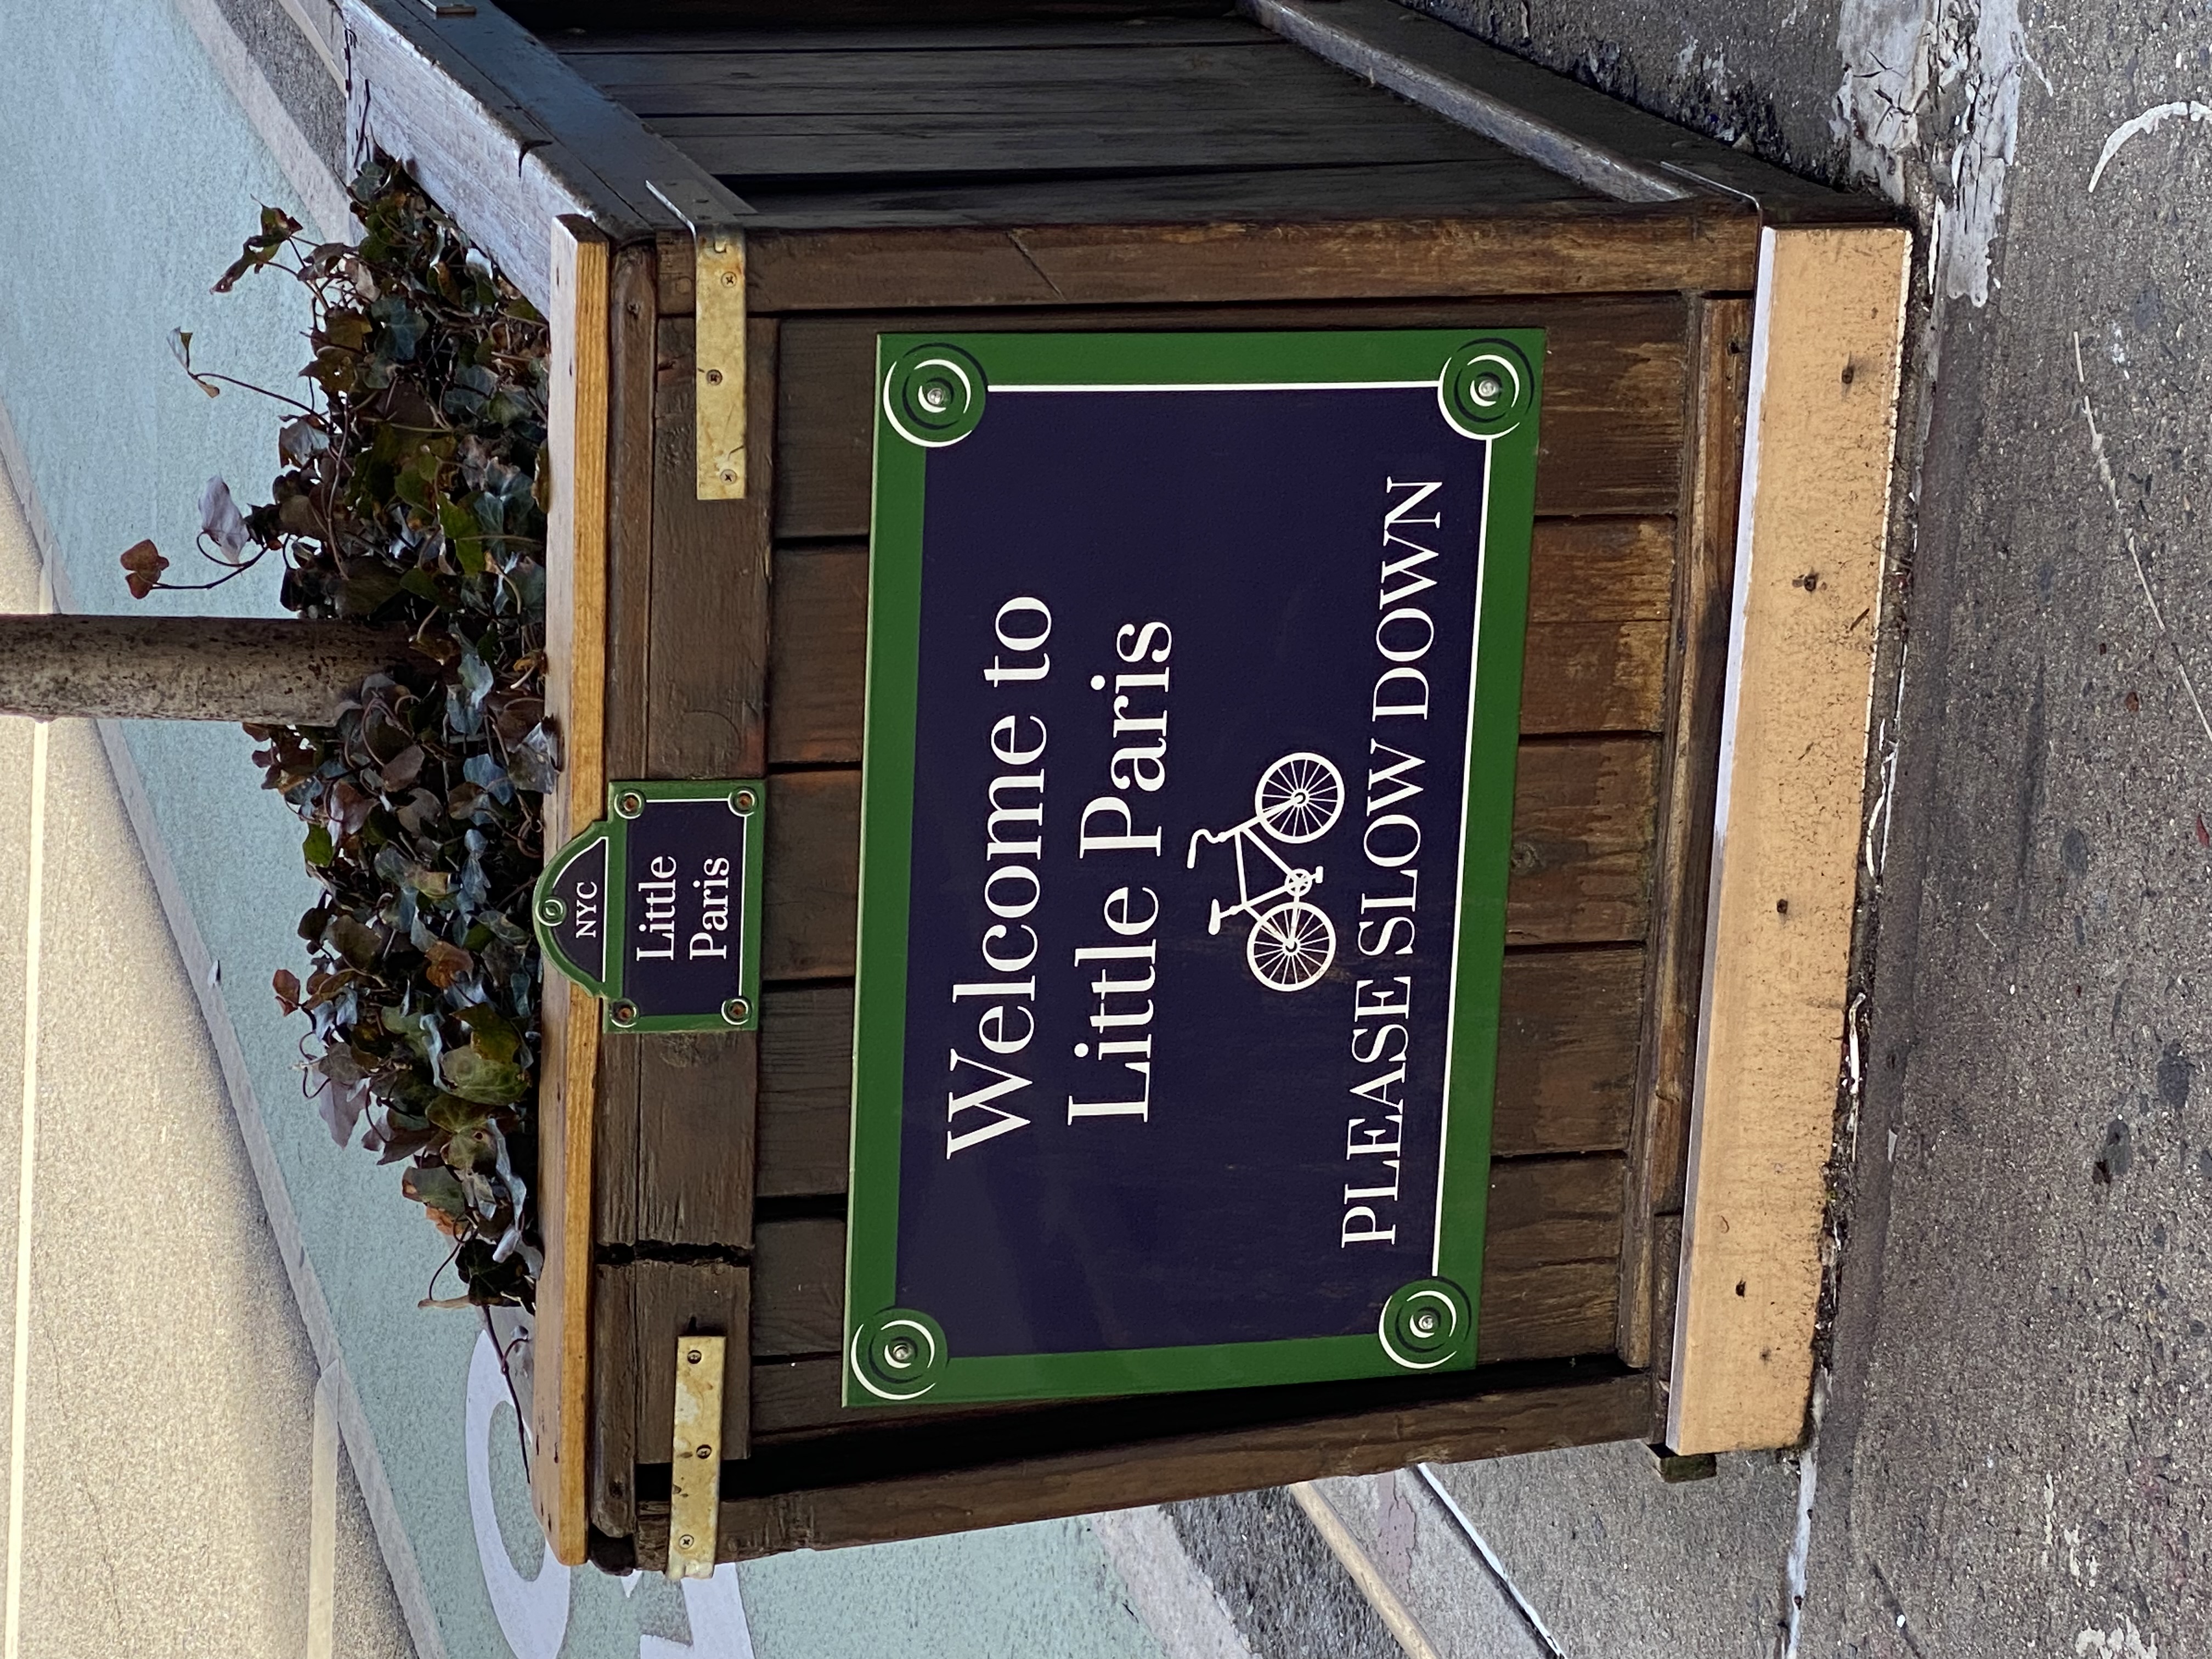 NYC
Little
Paris
Welcome to
Little Paris
PLEASE SLOW DOWN